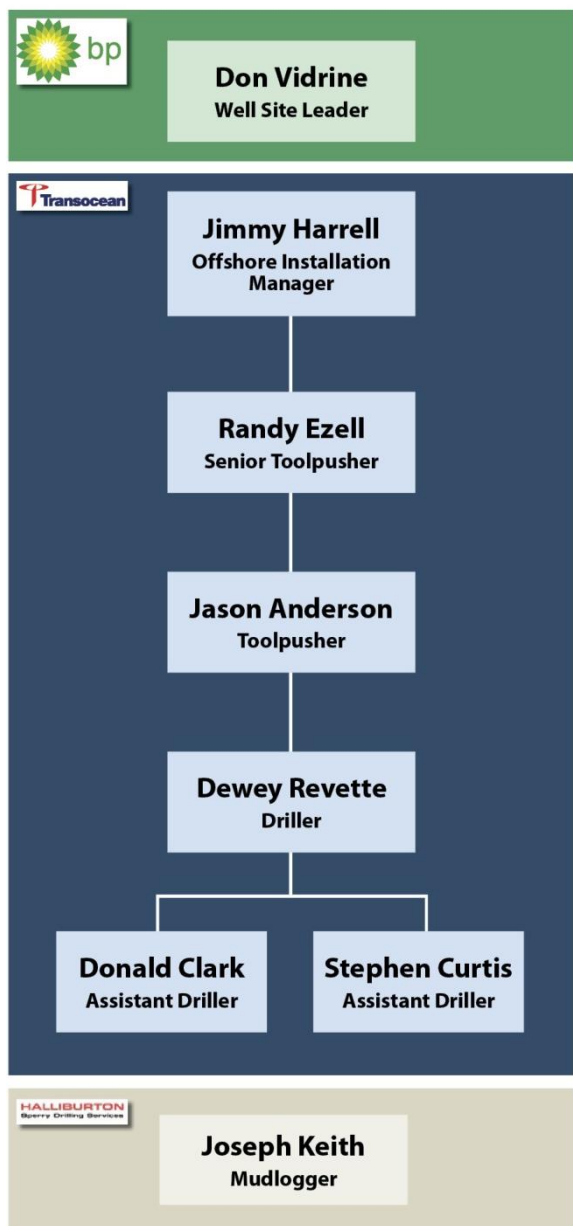 bp
Don Vidrine
Well Site Leader
Transocean
Jimmy Harrell
Offshore Installation
Manager
Randy Ezell
Senior Toolpusher
Jason Anderson
Toolpusher
Dewey Revette
Driller
Donald Clark
Assistant Driller
Stephen Curtis
Assistant Driller
HALLIBURTON
Sperry Drilling Services
Joseph Keith
Mudlogger